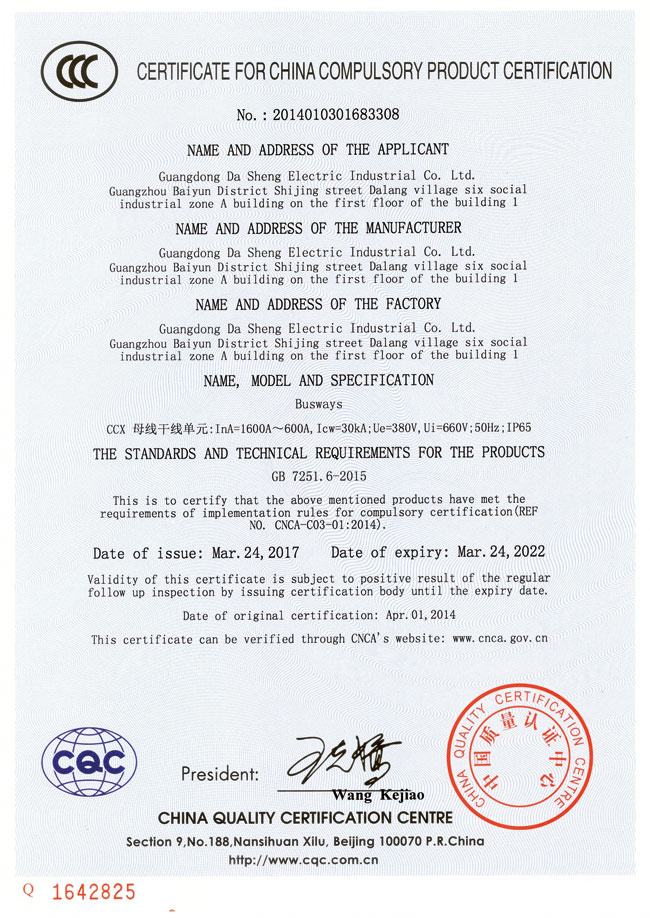 CCC
CERTIFICATE FOR CHINA COMPULSORY PRODUCT CERTIFICATION
No.: 2014010301683308
NAME AND ADDRESS OF THE APPLICANT
Guangdong Da Sheng Electric Industrial Co. Ltd.
Guangzhou Baiyun District Shijing street Dalang village six social
industrial zone A building on the first floor of the building 1
NAME AND ADDRESS OF THE MANUFACTURER
Guangdong Da Sheng Electric Industrial Co. Ltd.
Guangzhou Baiyun District Shijing street Dalang village six social
industrial zone A building on the first floor of the building 1
NAME AND ADDRESS OF THE FACTORY
Guangdong Da Sheng Electric Industrial Co. Ltd.
Guangzhou Baiyun District Shijing street Dalang village six social
industrial zone A building on the first floor of the building 1
NAME, MODEL AND SPECIFICATION
Busways
CCX 母线干线单元:InA=1600A～600A,Icw=30kA;Ue=380V,Ui=660V;50Hz;IP65
THE STANDARDS AND TECHNICAL REQUIREMENTS FOR THE PRODUCTS
GB 7251.6-2015
This is to certify that the above mentioned products have met the
requirements of implementation rules for compulsory certification(REF
NO. CNCA-C03-01:2014).
Date of issue: Mar.24,2017 Date of expiry: Mar.24,2022
Validity of this certificate is subject to positive result of the regular
follow up inspection by issuing certification body until the expiry date.
Date of original certification: Apr.01,2014
This certificate can be verified through CNCA's website: www.cnca.gov.cn
CQC
President:
王克娇
Wang Kejiao
CHINA QUALITY CERTIFICATION CENTRE
中国质量认证中心
CHINA QUALITY CERTIFICATION CENTRE
Section 9,No.188,Nansihuan Xilu, Beijing 100070 P.R.China
http://www.cqc.com.cn
Q 1642825